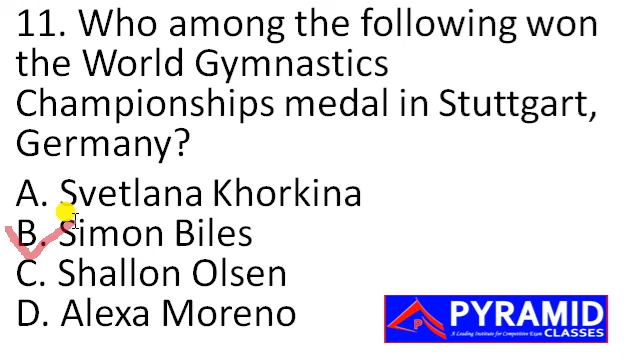 11. Who among the following won
the World Gymnastics
Championships medal in Stuttgart,
Germany?
A. Svetlana Khorkina
B. Simon Biles
C. Shallon Olsen
D. Alexa Moreno
P
PYRAMID
CLASSES
A Leading Institute for Competitive Exam